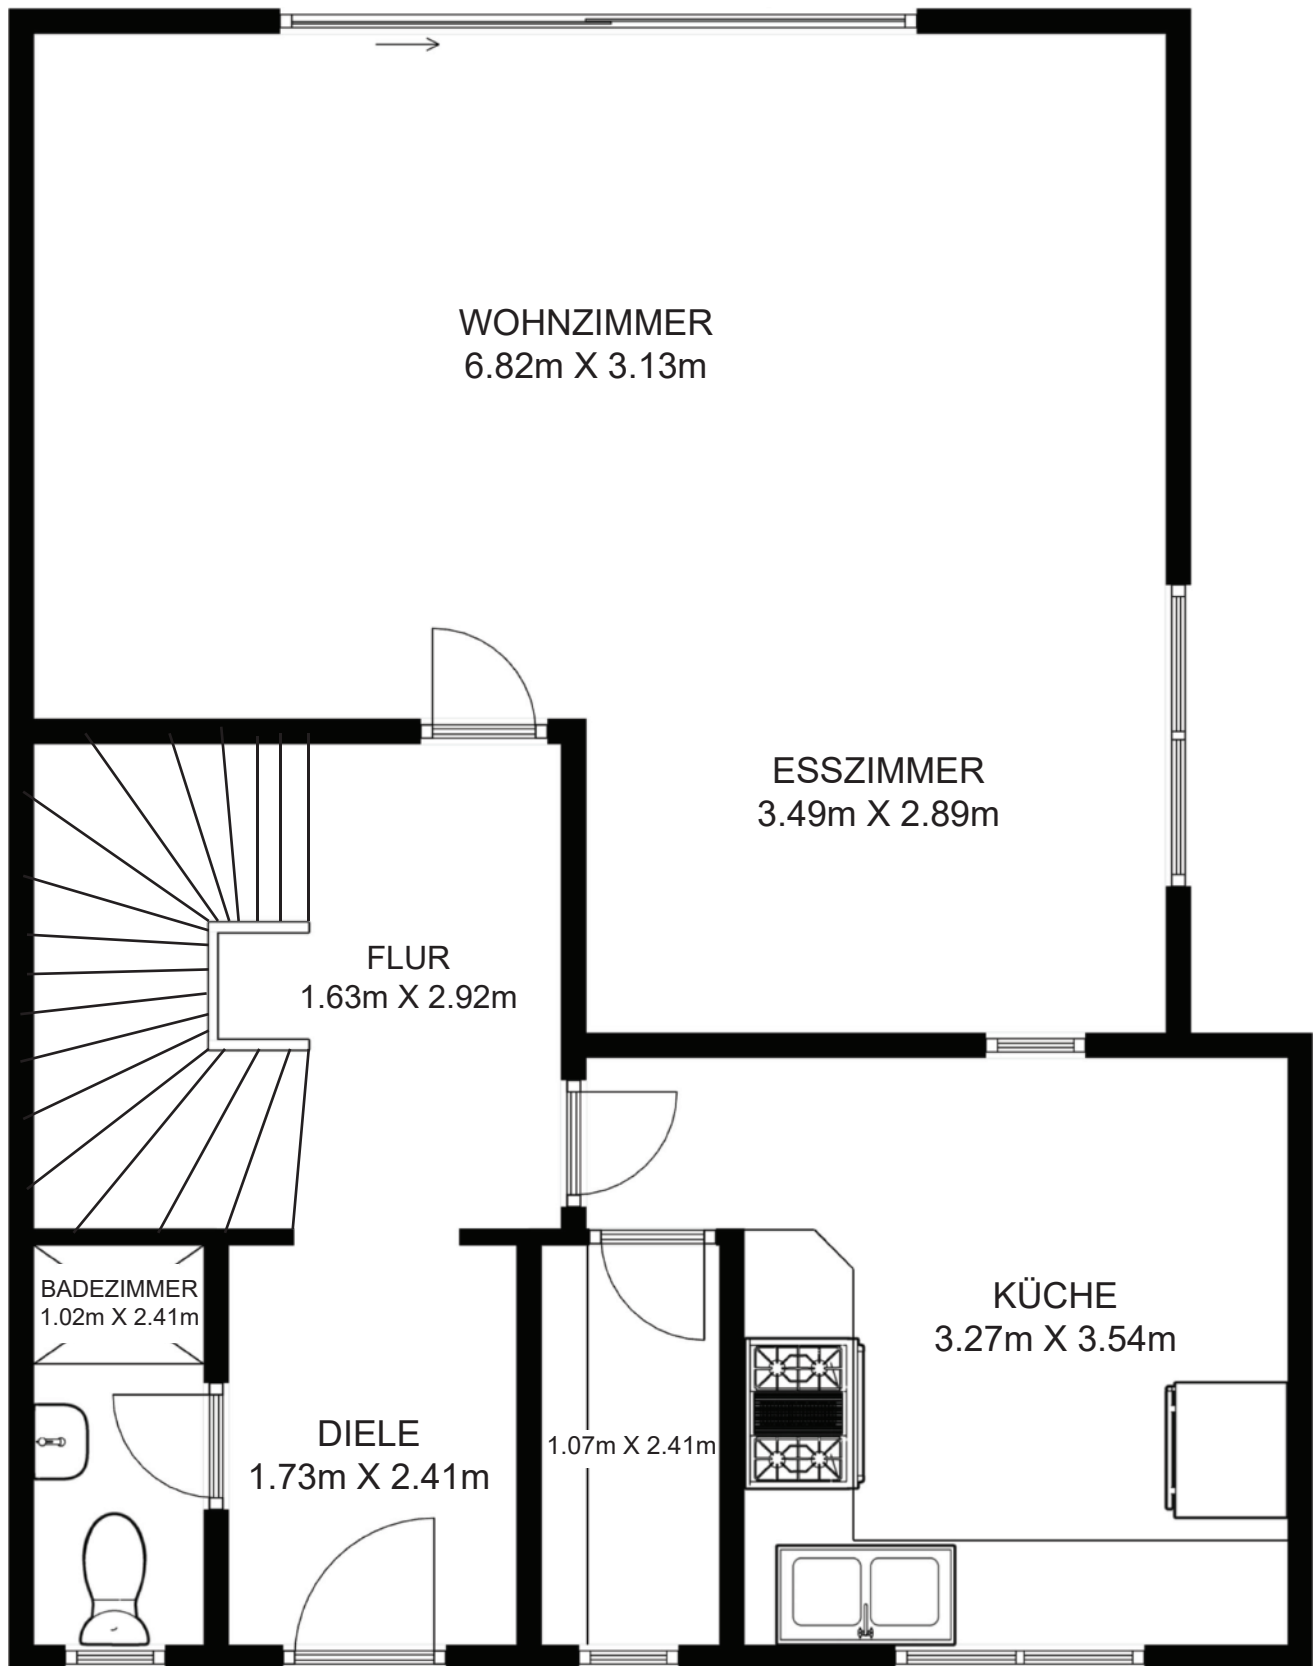 WOHNZIMMER
6.82m X 3.13m
ESSZIMMER
3.49m X 2.89m
FLUR
1.63m X 2.92m
BADEZIMMER
1.02m X 2.41m
KÜCHE
3.27m X 3.54m
DIELE
1.73m X 2.41m
1.07m X 2.41m